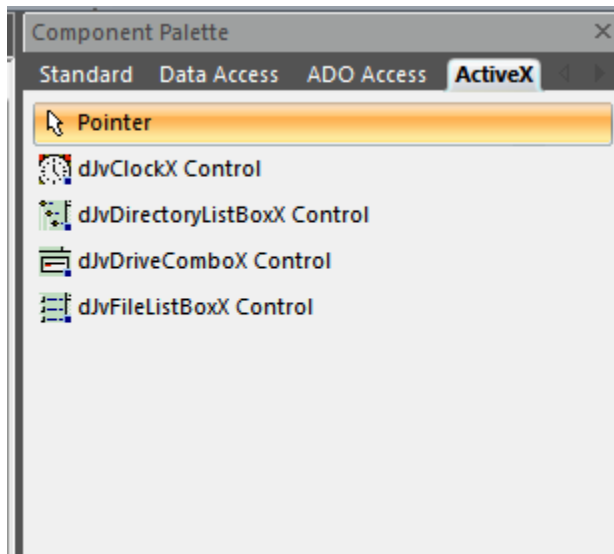 Component Palette
Standard Data Access ADO Access ActiveX
Pointer
dJvClockX Control
dJvDirectoryListBoxX Control
dJvDriveComboX Control
dJvFileListBoxX Control